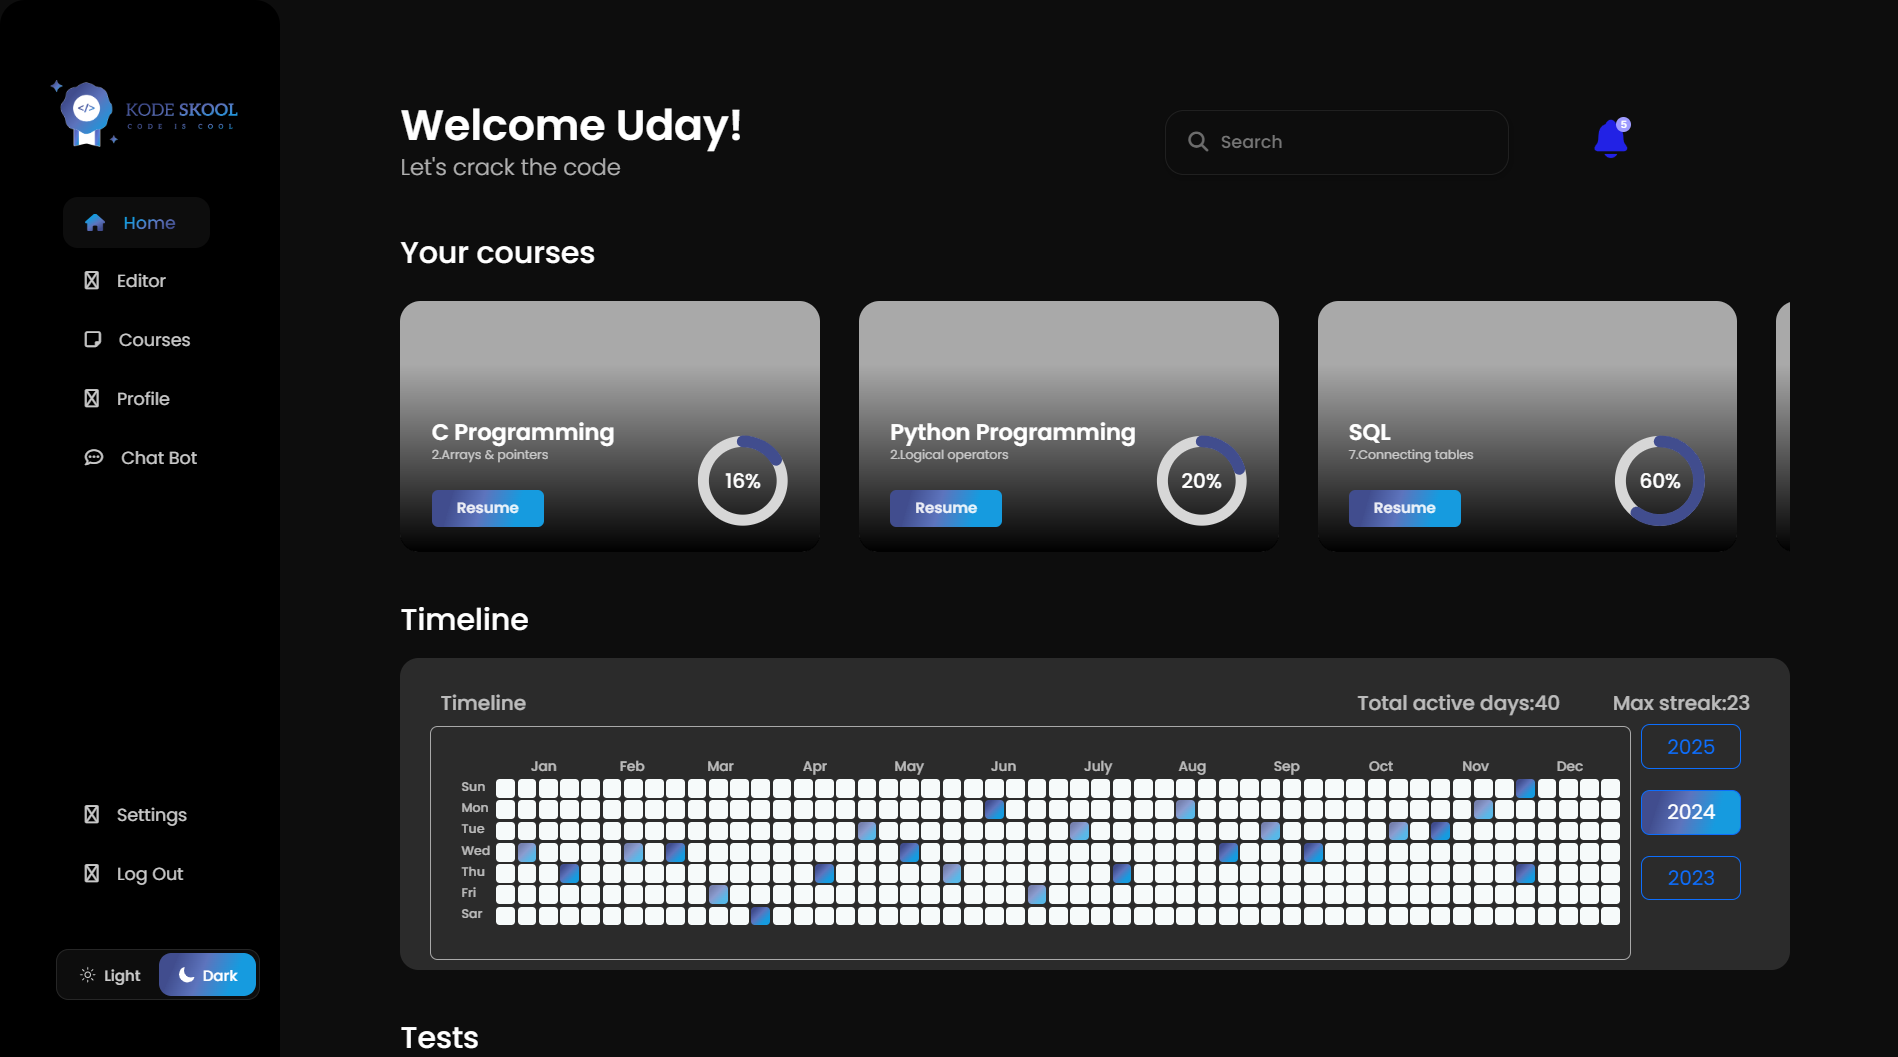 </>
KODE SKOOL
CODE IS COOL
Home
Editor
Courses
Profile
Chat Bot
Settings
Log Out
Light Dark
Welcome Uday!
Let's crack the code
Search
5
Your courses
C Programming
2.Arrays & pointers
16%
Resume
Python Programming
2.Logical operators
20%
Resume
SQL
7.Connecting tables
60%
Resume
Timeline
Timeline Total active days:40 Max streak:23
Jan Feb Mar Apr May Jun July Aug Sep Oct Nov Dec
Sun
Mon
Tue
Wed
Thu
Fri
Sar
2025
2024
2023
Tests